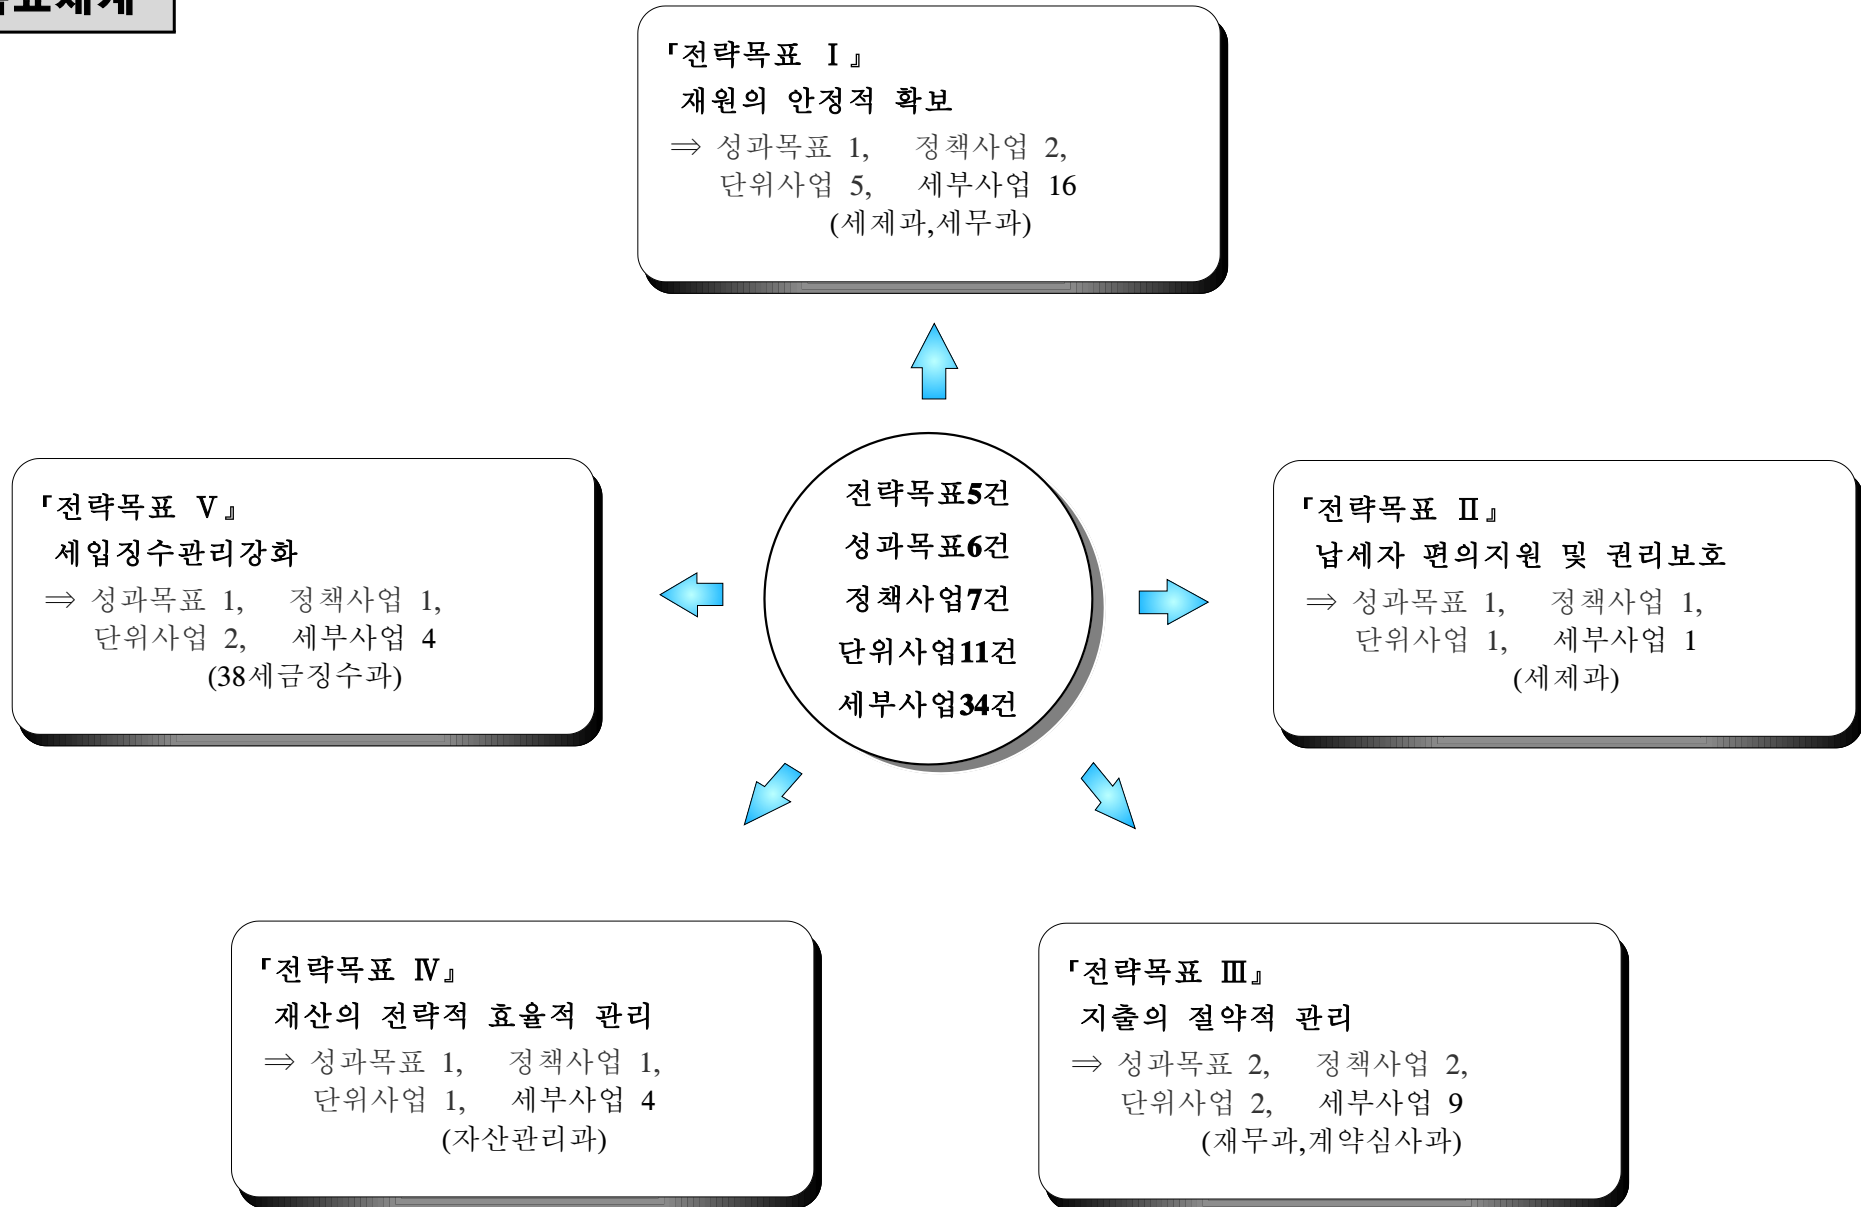 『전략목표 Ⅰ』
재원의 안정적 확보
⇒ 성과목표 1, 정책사업 2,
단위사업 5, 세부사업 16
(세제과,세무과)
전략목표5건
성과목표6건
정책사업7건
단위사업11건
세부사업34건
『전략목표 Ⅴ』
세입징수관리강화
⇒ 성과목표 1, 정책사업 1,
단위사업 2, 세부사업 4
(38세금징수과)
『전략목표 Ⅱ』
납세자 편의지원 및 권리보호
⇒ 성과목표 1, 정책사업 1,
단위사업 1, 세부사업 1
(세제과)
『전략목표 Ⅳ』
재산의 전략적 효율적 관리
⇒ 성과목표 1, 정책사업 1,
단위사업 1, 세부사업 4
(자산관리과)
『전략목표 Ⅲ』
지출의 절약적 관리
⇒ 성과목표 2, 정책사업 2,
단위사업 2, 세부사업 9
(재무과,계약심사과)